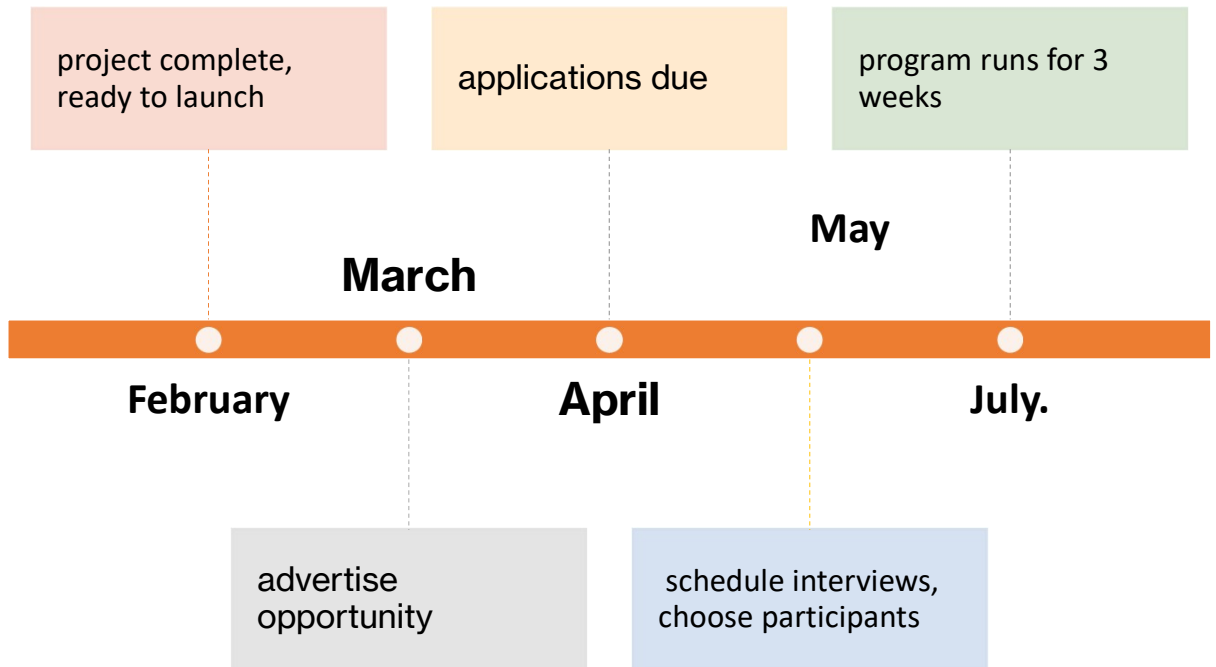 project complete,
ready to launch
applications due
program runs for 3
weeks
May
March
February
April
July.
advertise
opportunity
schedule interviews,
choose participants